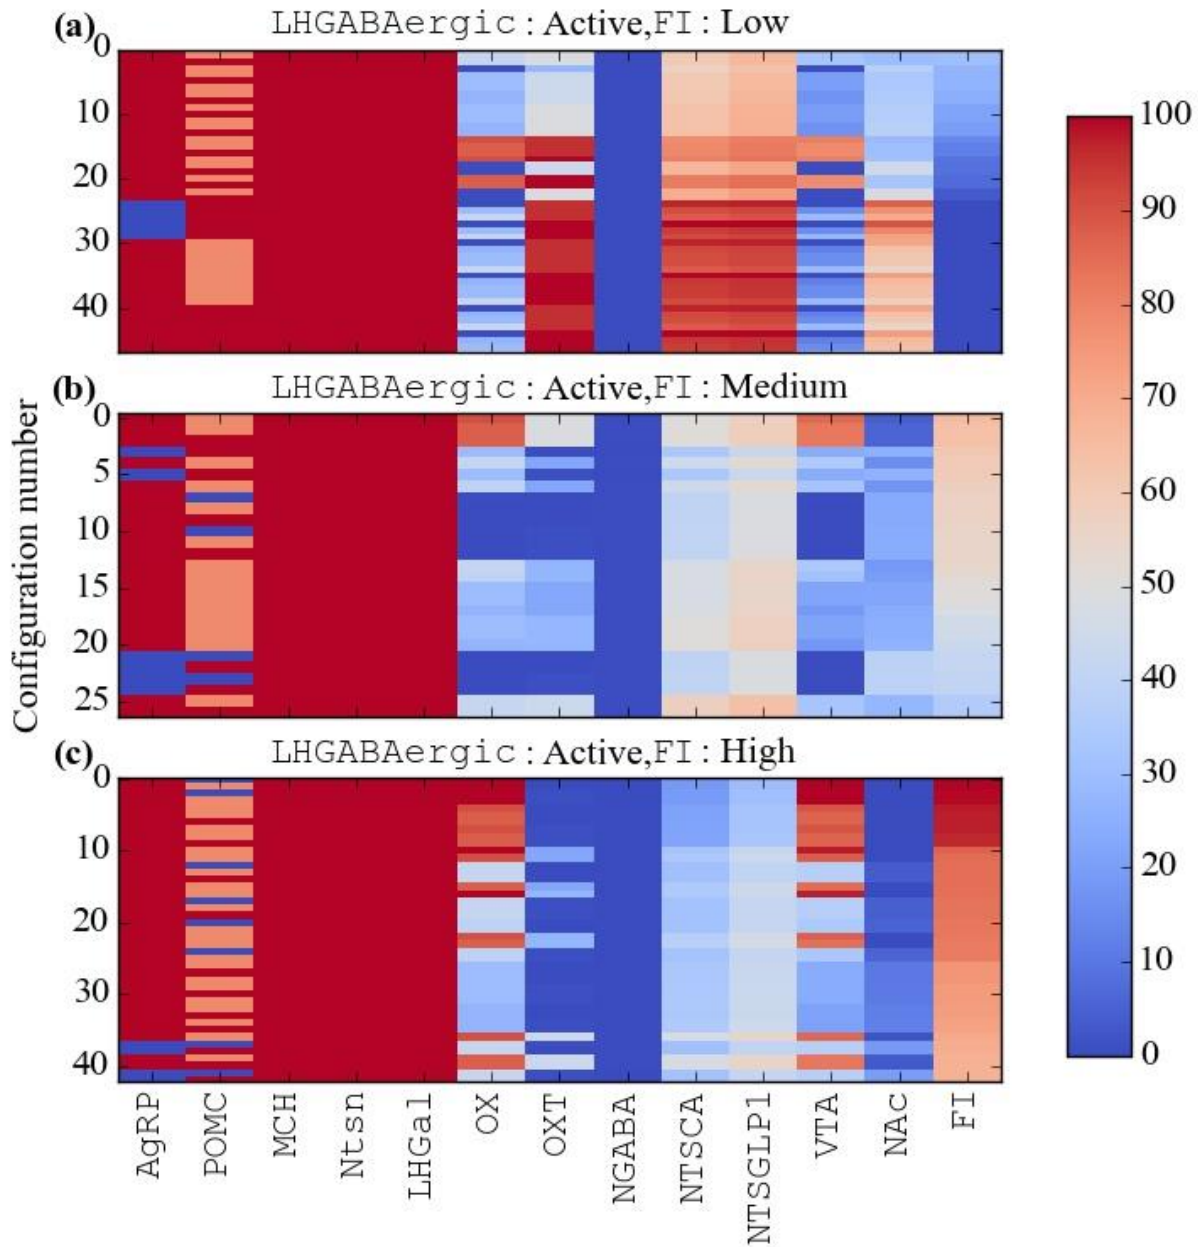 (a) LHGABAergic: Active,FI: Low
0
10
20
30
40
(b) LHGABAergic: Active,FI: Medium
0
5
10
15
20
25
(c) LHGABAergic: Active,FI: High
0
10
20
30
40
Configuration number
AgRP
POMC
MCH
Ntsn
LHGal
OX
OXT
NGABA
NTSCA
NTSGLP1
VTA
NAc
FI
100
90
80
70
60
50
40
30
20
10
0